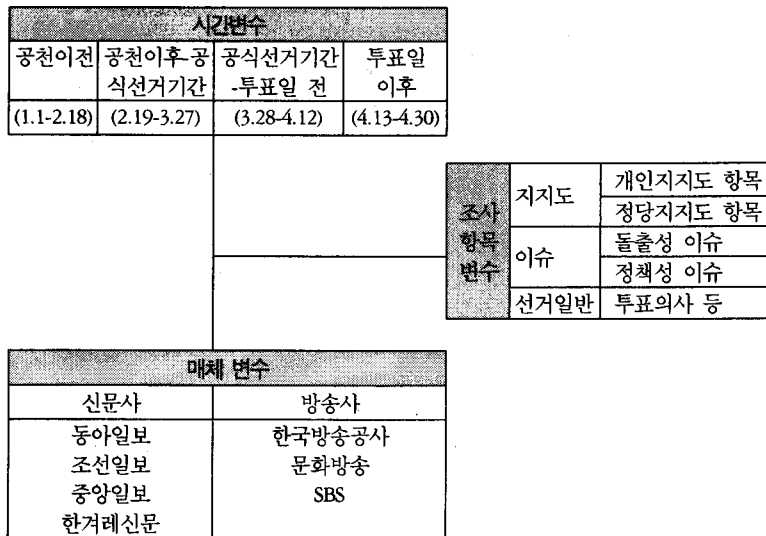 시간변수
공천이전 공천이후-공식선거기간 공식선거기간-투표일 전 투표일 이후
(1.1-2.18) (2.19-3.27) (3.28-4.12) (4.13-4.30)
조사 항목 변수
지지도 개인지지도 항목
정당지지도 항목
이슈 돌출성 이슈
정책성 이슈
선거일반 투표의사 등
매체 변수
신문사 방송사
동아일보 한국방송공사
조선일보 문화방송
중앙일보 SBS
한겨레신문